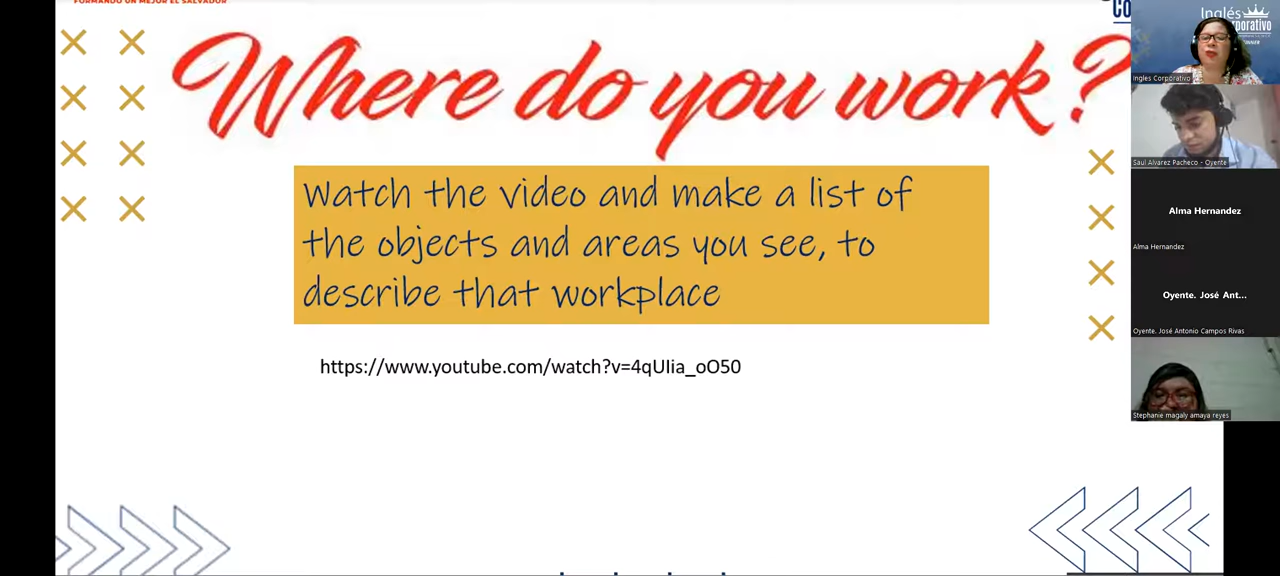 FORMANDO UN MEJOR EL SALVADOR
Where do you work?
Watch the video and make a list of
the objects and areas you see, to
describe that workplace
https://www.youtube.com/watch?v=4qUIia_oO50
Inglés
Ingles Corporativo
Saul Alvarez Pacheco - Oyente
Alma Hernandez
Alma Hernandez
Oyente. José Ant...
Oyente. José Antonio Campos Rivas
Stephanie magaly amaya reyes